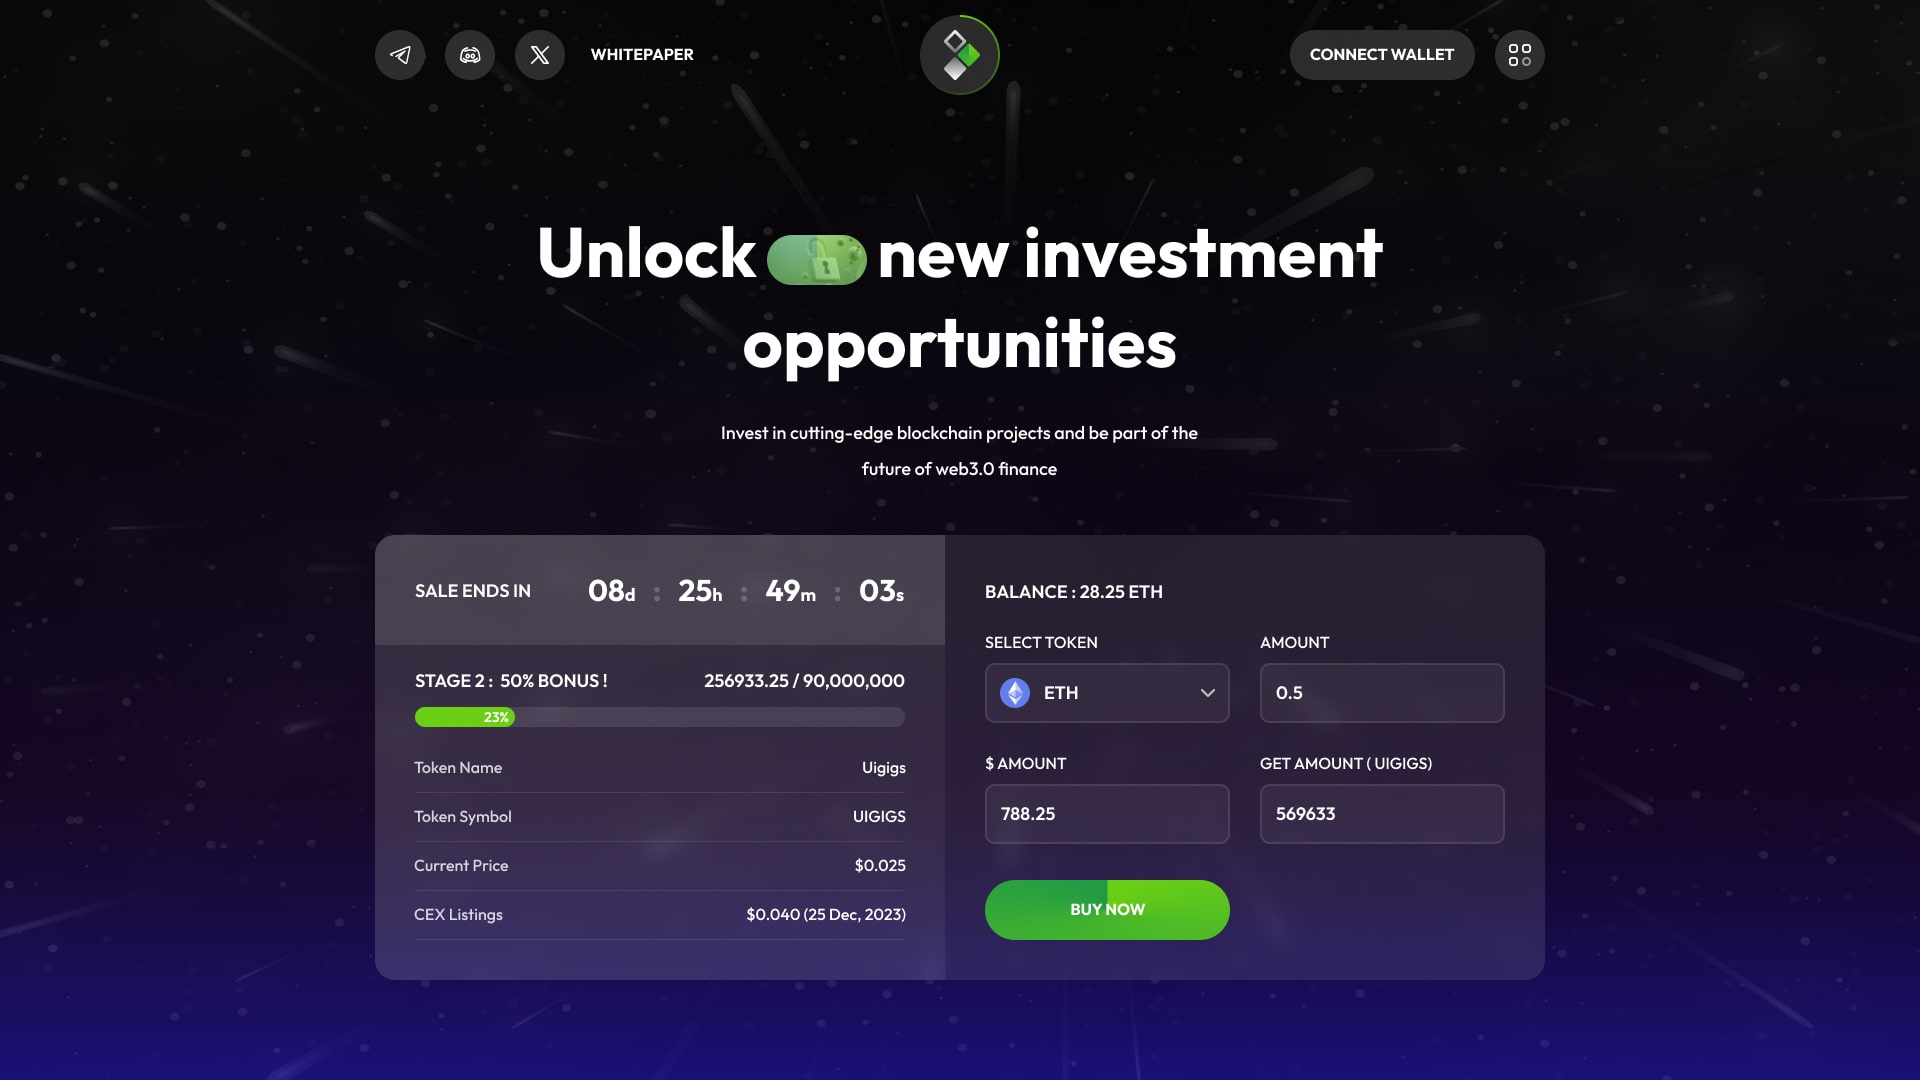 WHITEPAPER
CONNECT WALLET
Unlock new investment
opportunities
Invest in cutting-edge blockchain projects and be part of the
future of web3.0 finance
SALE ENDS IN 08d : 25h : 49m : 03s
STAGE 2 : 50% BONUS ! 256933.25 / 90,000,000
23%
Token Name Uigigs
Token Symbol UIGIGS
Current Price $0.025
CEX Listings $0.040 (25 Dec, 2023)
BALANCE : 28.25 ETH
SELECT TOKEN AMOUNT
ETH 0.5
$ AMOUNT GET AMOUNT ( UIGIGS)
788.25 569633
BUY NOW